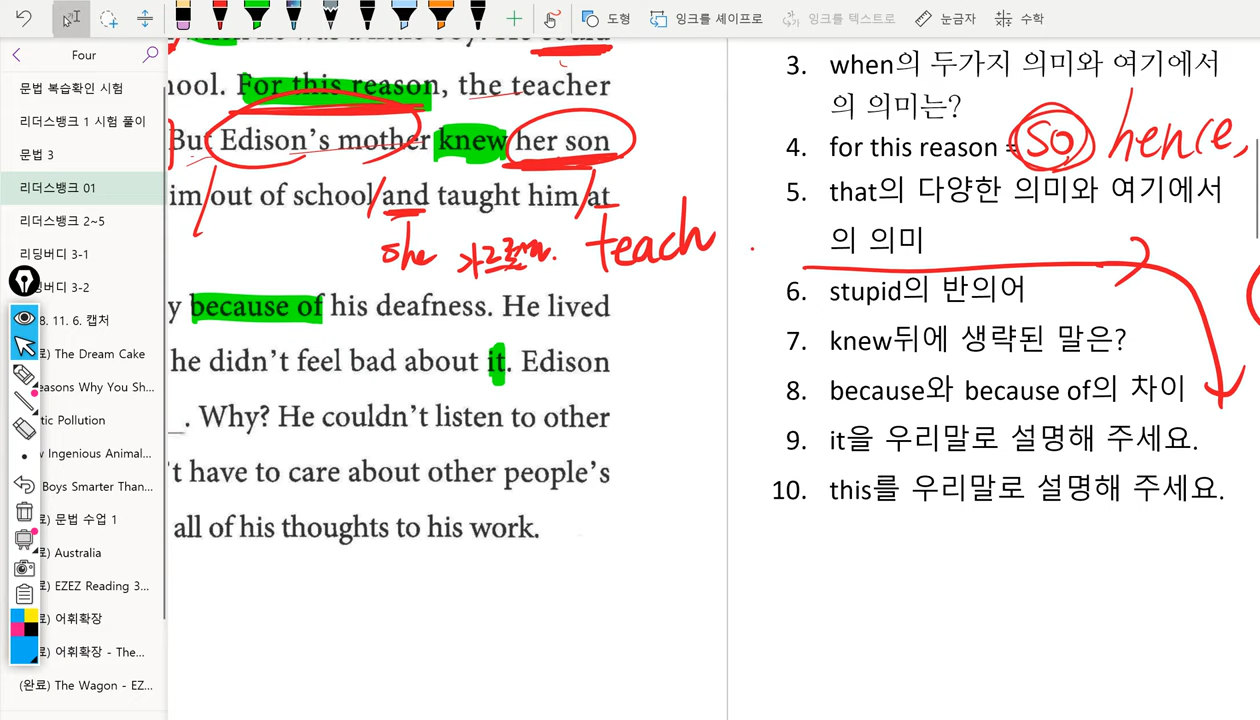 도형
잉크를 셰이프로
잉크를 텍스트로
눈금자
수학
Four
문법 복습확인 시험
리더스뱅크 1 시험 풀이
문법 3
리더스뱅크 01
리더스뱅크 2~5
리딩버디 3-1
3-2
8. 11. 6. 캡처
료) The Dream Cake
easons Why You Sh...
tic Pollution
w Ingenious Animal...
Boys Smarter Than...
료) 문법 수업 1
료) Australia
료) EZEZ Reading 3...
료) 어휘확장
료) 어휘확장 - The...
(완료) The Wagon - EZ...
he was a little boy. He could
ool. For this reason, the teacher
But Edison's mother knew her son
im out of school and taught him at
she 가르쳤다. teach
y because of his deafness. He lived
he didn't feel bad about it. Edison
. Why? He couldn't listen to other
't have to care about other people's
all of his thoughts to his work.
3. when의 두가지 의미와 여기에서
의 의미는?
4. for this reason = so hence,
5. that의 다양한 의미와 여기에서
의 의미
6. stupid의 반의어
7. knew뒤에 생략된 말은?
8. because와 because of의 차이
9. it을 우리말로 설명해 주세요.
10. this를 우리말로 설명해 주세요.